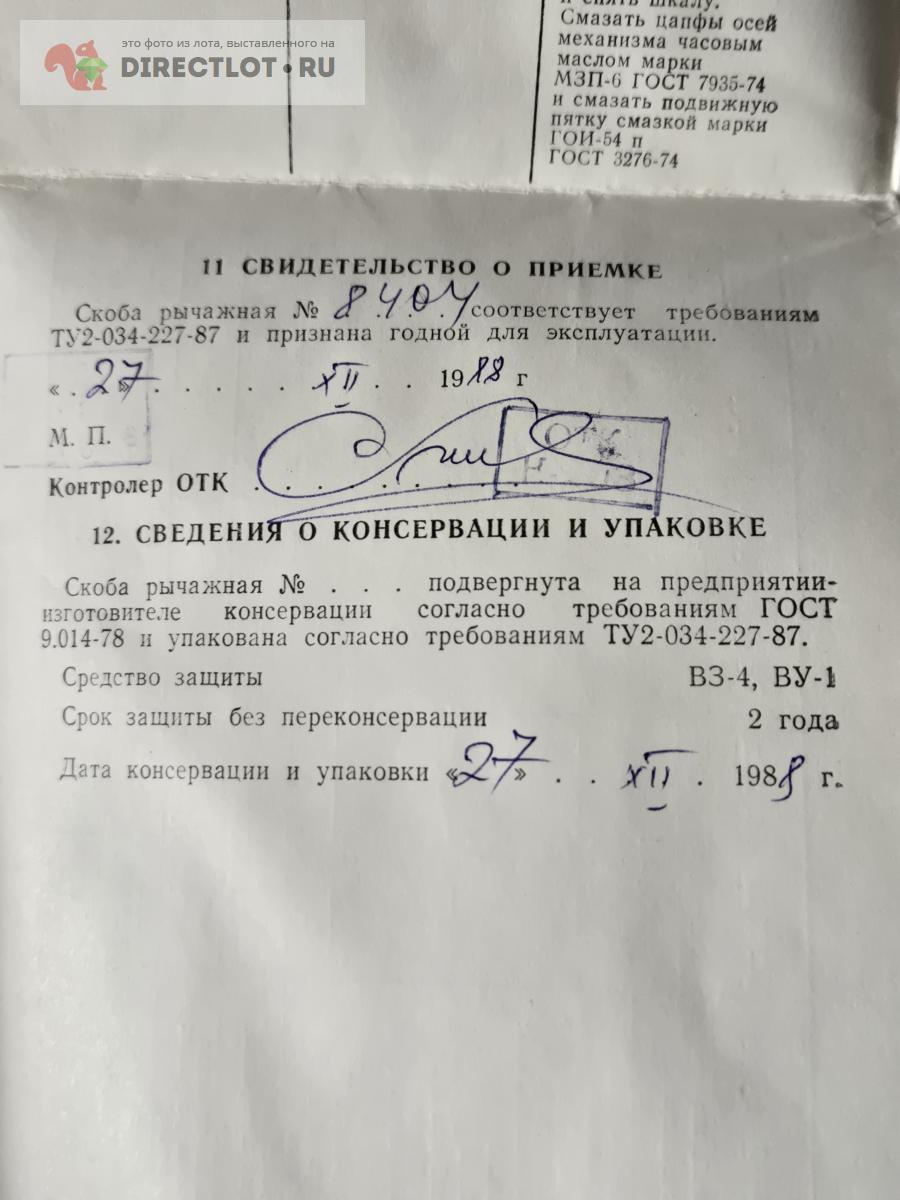 это фото из лота, выставленного на
DIRECTLOT.RU
и снять шкалу.
Смазать цапфы осей
механизма часовым
маслом марки
МЗП-6 ГОСТ 7935-74
и смазать подвижную
пятку смазкой марки
ГОИ-54 п
ГОСТ 3276-74
11 СВИДЕТЕЛЬСТВО О ПРИЕМКЕ
Скоба рычажная № 8404 соответствует требованиям
ТУ2-034-227-87 и признана годной для эксплуатации.
« . 27» . . . . . . XII . . 1988 г
М. П.
ОТК
Контролер ОТК . . . . . . . . .
12. СВЕДЕНИЯ О КОНСЕРВАЦИИ И УПАКОВКЕ
Скоба рычажная № . . . подвергнута на предприятии-
изготовителе консервации согласно требованиям ГОСТ
9.014-78 и упакована согласно требованиям ТУ2-034-227-87.
Средство защиты ВЗ-4, ВУ-1
Срок защиты без переконсервации 2 года
Дата консервации и упаковки «27» . . XII . 1988 г.